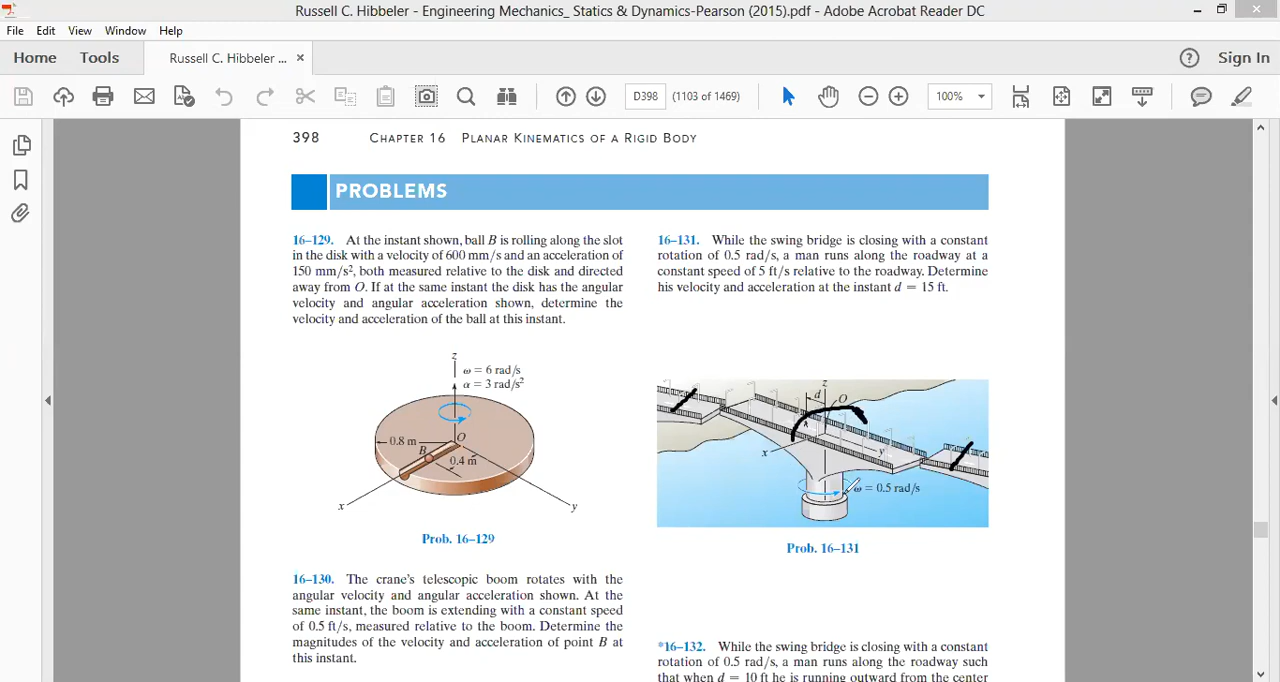 Russell C. Hibbeler - Engineering Mechanics_ Statics & Dynamics-Pearson (2015).pdf - Adobe Acrobat Reader DC
File Edit View Window Help
Home Tools Russell C. Hibbeler ... × Sign In
D398 (1103 of 1469) 100%
398 CHAPTER 16 PLANAR KINEMATICS OF A RIGID BODY
PROBLEMS
16–129. At the instant shown, ball B is rolling along the slot
in the disk with a velocity of 600 mm/s and an acceleration of
150 mm/s², both measured relative to the disk and directed
away from O. If at the same instant the disk has the angular
velocity and angular acceleration shown, determine the
velocity and acceleration of the ball at this instant.
z
ω = 6 rad/s
α = 3 rad/s²
0.8 m
O
B
0.4 m
x
y
Prob. 16–129
16–130. The crane's telescopic boom rotates with the
angular velocity and angular acceleration shown. At the
same instant, the boom is extending with a constant speed
of 0.5 ft/s, measured relative to the boom. Determine the
magnitudes of the velocity and acceleration of point B at
this instant.
16–131. While the swing bridge is closing with a constant
rotation of 0.5 rad/s, a man runs along the roadway at a
constant speed of 5 ft/s relative to the roadway. Determine
his velocity and acceleration at the instant d = 15 ft.
z
d
O
x
y
ω = 0.5 rad/s
Prob. 16–131
*16–132. While the swing bridge is closing with a constant
rotation of 0.5 rad/s, a man runs along the roadway such
that when d = 10 ft he is running outward from the center